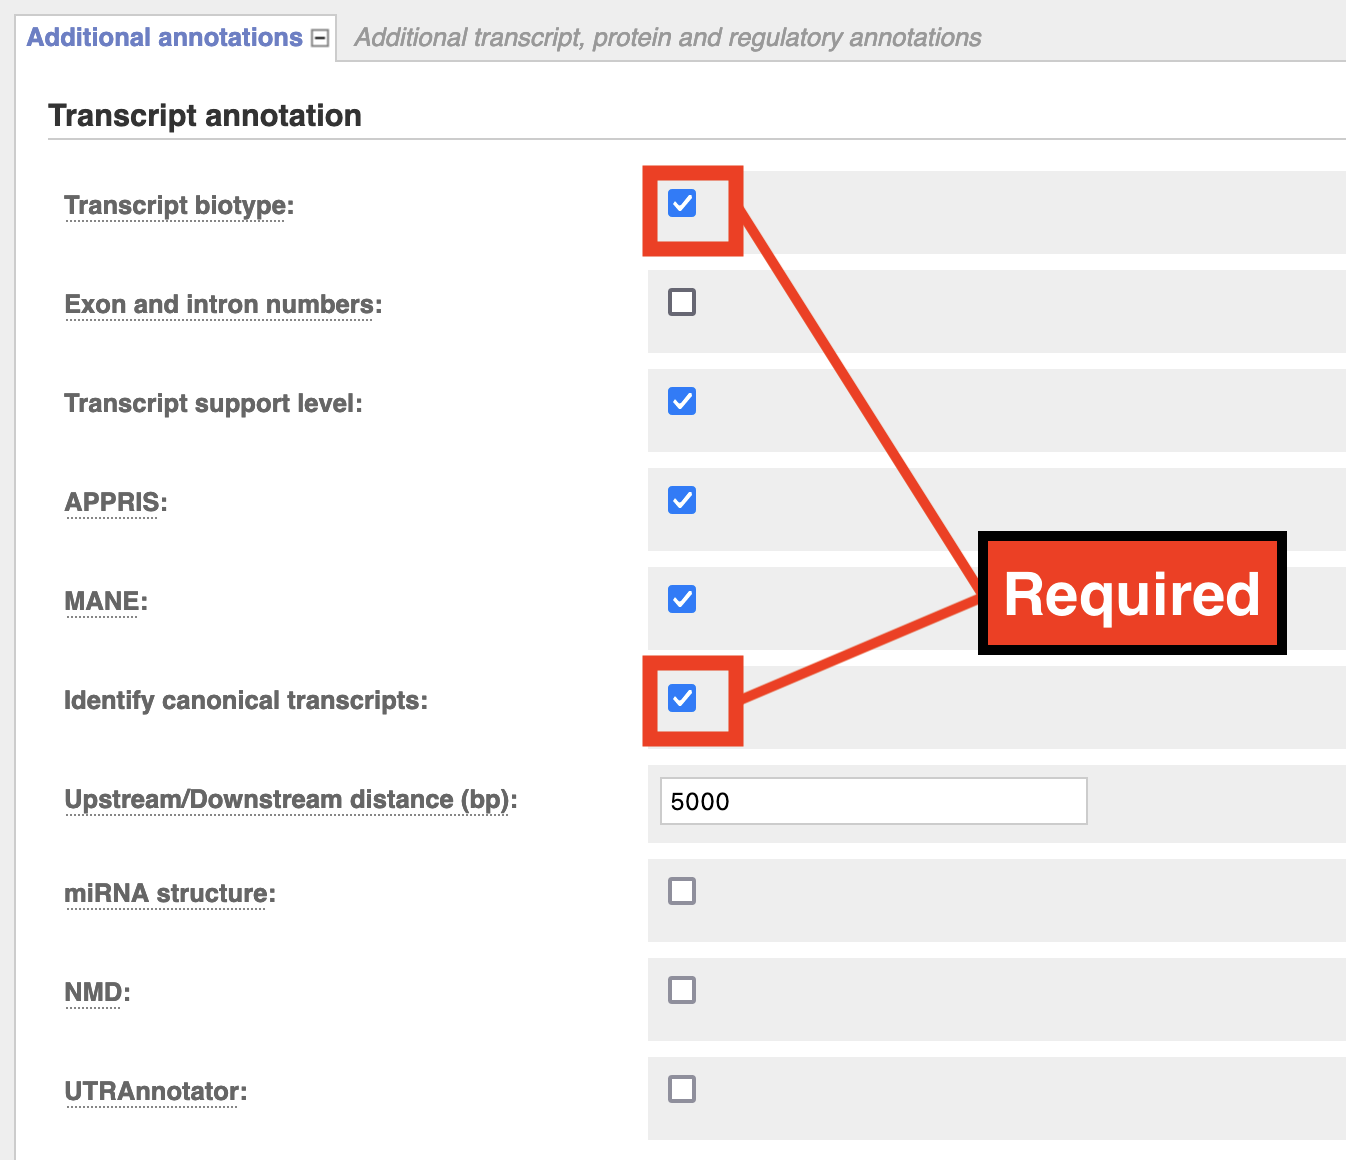 Additional annotations Additional transcript, protein and regulatory annotations
Transcript annotation
Transcript biotype:
Exon and intron numbers:
Transcript support level:
APPRIS:
MANE:
Required
Identify canonical transcripts:
Upstream/Downstream distance (bp): 5000
miRNA structure:
NMD:
UTRAnnotator: